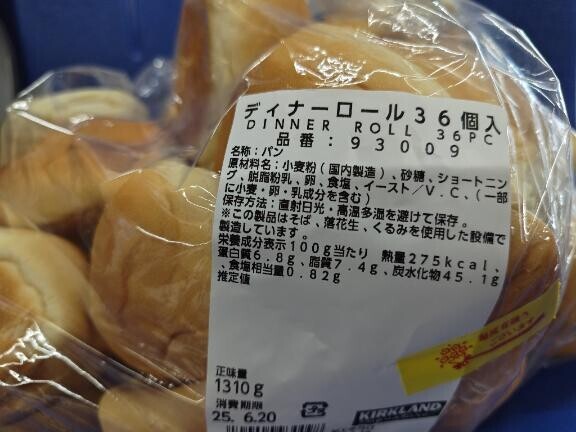 ディナーロール36個入
DINNER ROLL 36PC
品番:93009
名称:パン
原材料名:小麦粉(国内製造)、砂糖、ショートニン
グ、脱脂粉乳、卵、食塩、イースト/V.C、(一部
に小麦・卵・乳成分を含む)
保存方法:直射日光・高温多湿を避けて保存。
※この製品はそば、落花生、くるみを使用した設備で
製造しています。
栄養成分表示100g当たり 熱量275kcal、
蛋白質6.8g、脂質7.4g、炭水化物45.1g
、食塩相当量0.82g
推定値
正味量
1310g
消費期限
25. 6.20
KIRKLAND
ございます